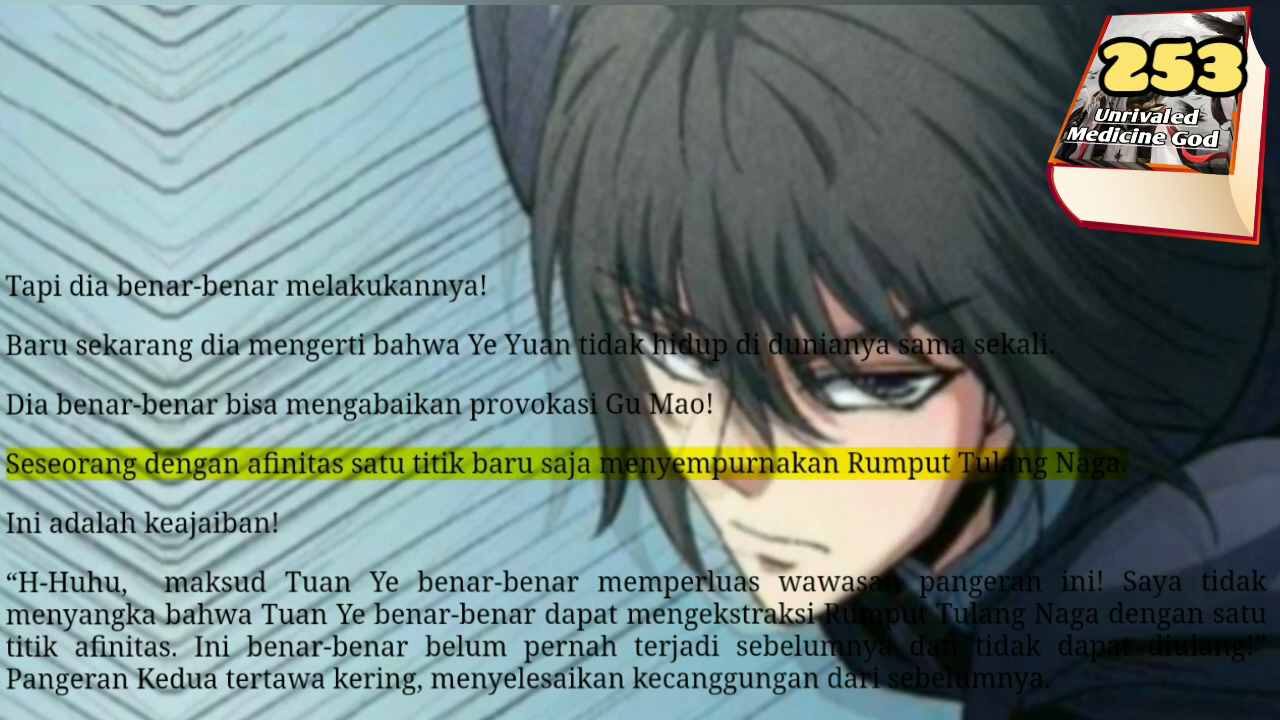 253
Unrivaled
Medicine God
Tapi dia benar-benar melakukannya!
Baru sekarang dia mengerti bahwa Ye Yuan tidak hidup di dunianya sama sekali.
Dia benar-benar bisa mengabaikan provokasi Gu Mao!
Seseorang dengan afinitas satu titik baru saja menyempurnakan Rumput Tulang Naga.
Ini adalah keajaiban!
“H-Huhu, maksud Tuan Ye benar-benar memperluas wawasan pangeran ini! Saya tidak
menyangka bahwa Tuan Ye benar-benar dapat mengekstraksi Rumput Tulang Naga dengan satu
titik afinitas. Ini benar-benar belum pernah terjadi sebelumnya dan tidak dapat diulang!”
Pangeran Kedua tertawa kering, menyelesaikan kecanggungan dari sebelumnya.